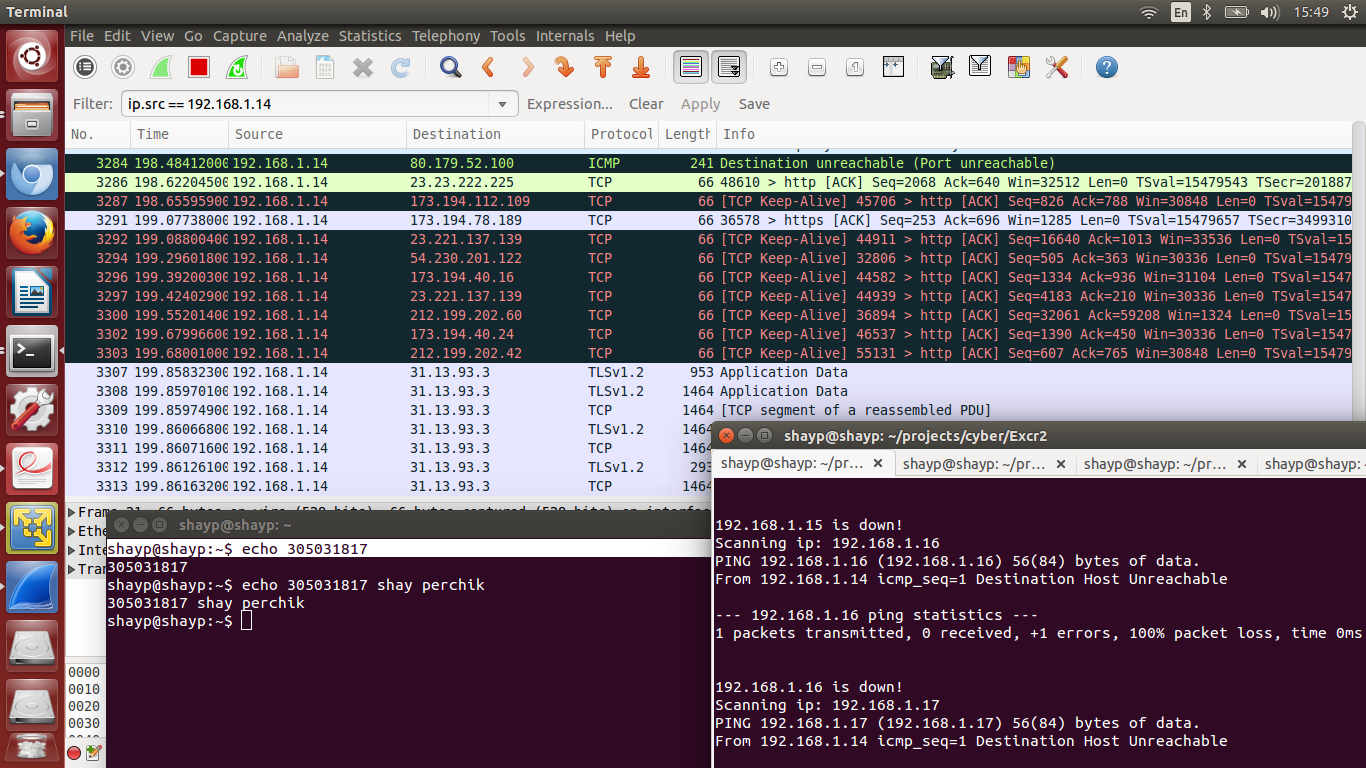 Terminal
En
15:49
File Edit View Go Capture Analyze Statistics Telephony Tools Internals Help
Filter: ip.src == 192.168.1.14 Expression... Clear Apply Save
No. Time Source Destination Protocol Length Info
3284 198.48412000 192.168.1.14 80.179.52.100 ICMP 241 Destination unreachable (Port unreachable)
3286 198.62204500 192.168.1.14 23.23.222.225 TCP 66 48610 > http [ACK] Seq=2068 Ack=640 Win=32512 Len=0 TSval=15479543 TSecr=201887
3287 198.65595900 192.168.1.14 173.194.112.109 TCP 66 [TCP Keep-Alive] 45706 > http [ACK] Seq=826 Ack=788 Win=30848 Len=0 TSval=15479
3291 199.07738000 192.168.1.14 173.194.78.189 TCP 66 36578 > https [ACK] Seq=253 Ack=696 Win=1285 Len=0 TSval=15479657 TSecr=3499310
3292 199.08800400 192.168.1.14 23.221.137.139 TCP 66 [TCP Keep-Alive] 44911 > http [ACK] Seq=16640 Ack=1013 Win=33536 Len=0 TSval=15
3294 199.29601800 192.168.1.14 54.230.201.122 TCP 66 [TCP Keep-Alive] 32806 > http [ACK] Seq=505 Ack=363 Win=30336 Len=0 TSval=15479
3296 199.39200300 192.168.1.14 173.194.40.16 TCP 66 [TCP Keep-Alive] 44582 > http [ACK] Seq=1334 Ack=936 Win=31104 Len=0 TSval=1547
3297 199.42402900 192.168.1.14 23.221.137.139 TCP 66 [TCP Keep-Alive] 44939 > http [ACK] Seq=4183 Ack=210 Win=30336 Len=0 TSval=1547
3300 199.55201400 192.168.1.14 212.199.202.60 TCP 66 [TCP Keep-Alive] 36894 > http [ACK] Seq=32061 Ack=59208 Win=1324 Len=0 TSval=15
3302 199.67996600 192.168.1.14 173.194.40.24 TCP 66 [TCP Keep-Alive] 46537 > http [ACK] Seq=1390 Ack=450 Win=30336 Len=0 TSval=1547
3303 199.68001000 192.168.1.14 212.199.202.42 TCP 66 [TCP Keep-Alive] 55131 > http [ACK] Seq=607 Ack=765 Win=30848 Len=0 TSval=15479
3307 199.85832300 192.168.1.14 31.13.93.3 TLSv1.2 953 Application Data
3308 199.85970100 192.168.1.14 31.13.93.3 TLSv1.2 1464 Application Data
3309 199.85974900 192.168.1.14 31.13.93.3 TCP 1464 [TCP segment of a reassembled PDU]
3310 199.86066800 192.168.1.14 31.13.93.3 TLSv1.2 1464
3311 199.86071600 192.168.1.14 31.13.93.3 TCP 1464
3312 199.86126100 192.168.1.14 31.13.93.3 TLSv1.2 293
3313 199.86163200 192.168.1.14 31.13.93.3 TCP 1464
Ethe
Inte
Tran
0000
0010
0020
0030
shayp@shayp: ~
shayp@shayp:~$ echo 305031817
305031817
shayp@shayp:~$ echo 305031817 shay perchik
305031817 shay perchik
shayp@shayp:~$
shayp@shayp: ~/projects/cyber/Excr2
shayp@shayp: ~/pr... shayp@shayp: ~/pr... shayp@shayp: ~/pr... shayp@shayp:
192.168.1.15 is down!
Scanning ip: 192.168.1.16
PING 192.168.1.16 (192.168.1.16) 56(84) bytes of data.
From 192.168.1.14 icmp_seq=1 Destination Host Unreachable
--- 192.168.1.16 ping statistics ---
1 packets transmitted, 0 received, +1 errors, 100% packet loss, time 0ms
192.168.1.16 is down!
Scanning ip: 192.168.1.17
PING 192.168.1.17 (192.168.1.17) 56(84) bytes of data.
From 192.168.1.14 icmp_seq=1 Destination Host Unreachable